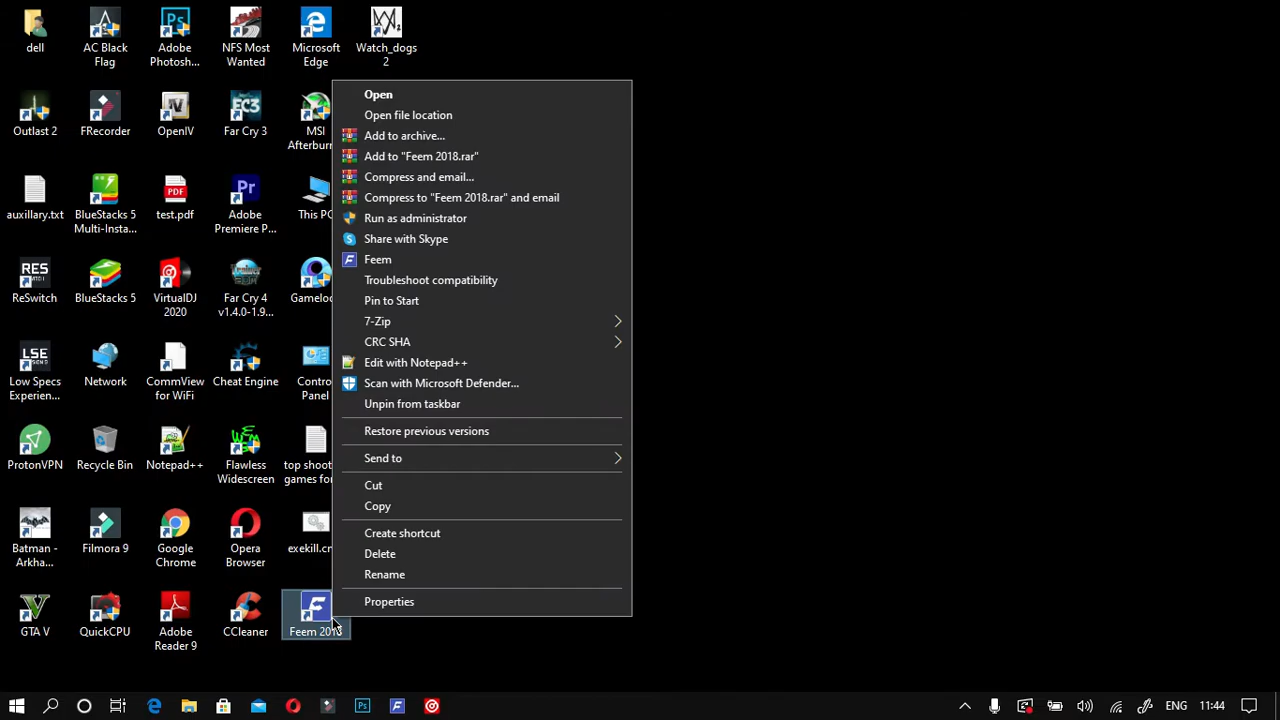 dell
AC Black
Flag
Adobe
Photosh...
NFS Most
Wanted
Microsoft
Edge
Watch_dogs
2
Outlast 2
FRecorder
OpenIV
Far Cry 3
MSI
Afterburn
auxillary.txt
BlueStacks 5
Multi-Insta...
test.pdf
Adobe
Premiere P...
This PC
ReSwitch
BlueStacks 5
VirtualDJ
2020
Far Cry 4
v1.4.0-1.9...
Gameloo
Low Specs
Experien...
Network
CommView
for WiFi
Cheat Engine
Contro
Panel
ProtonVPN
Recycle Bin
Notepad++
Flawless
Widescreen
top shoot
games for
Batman -
Arkha...
Filmora 9
Google
Chrome
Opera
Browser
exekill.cm
GTA V
QuickCPU
Adobe
Reader 9
CCleaner
Feem 2018
Open
Open file location
Add to archive...
Add to "Feem 2018.rar"
Compress and email...
Compress to "Feem 2018.rar" and email
Run as administrator
Share with Skype
Feem
Troubleshoot compatibility
Pin to Start
7-Zip
CRC SHA
Edit with Notepad++
Scan with Microsoft Defender...
Unpin from taskbar
Restore previous versions
Send to
Cut
Copy
Create shortcut
Delete
Rename
Properties
ENG
11:44